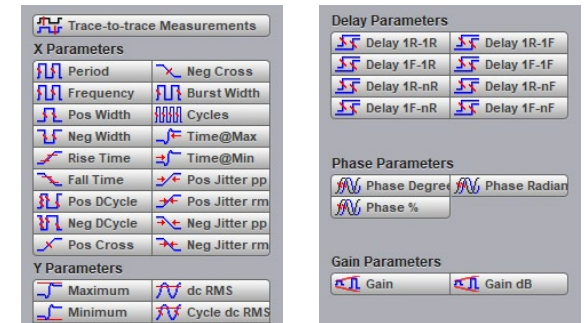 Trace-to-trace Measurements
X Parameters
Period Neg Cross
Frequency Burst Width
Pos Width Cycles
Neg Width Time@Max
Rise Time Time@Min
Fall Time Pos Jitter pp
Pos DCycle Pos Jitter rm
Neg DCycle Neg Jitter pp
Pos Cross Neg Jitter rm
Y Parameters
Maximum dc RMS
Minimum Cycle dc RMS
Delay Parameters
Delay 1R-1R Delay 1R-1F
Delay 1F-1R Delay 1F-1F
Delay 1R-nR Delay 1R-nF
Delay 1F-nR Delay 1F-nF
Phase Parameters
Phase Degree Phase Radian
Phase %
Gain Parameters
Gain Gain dB